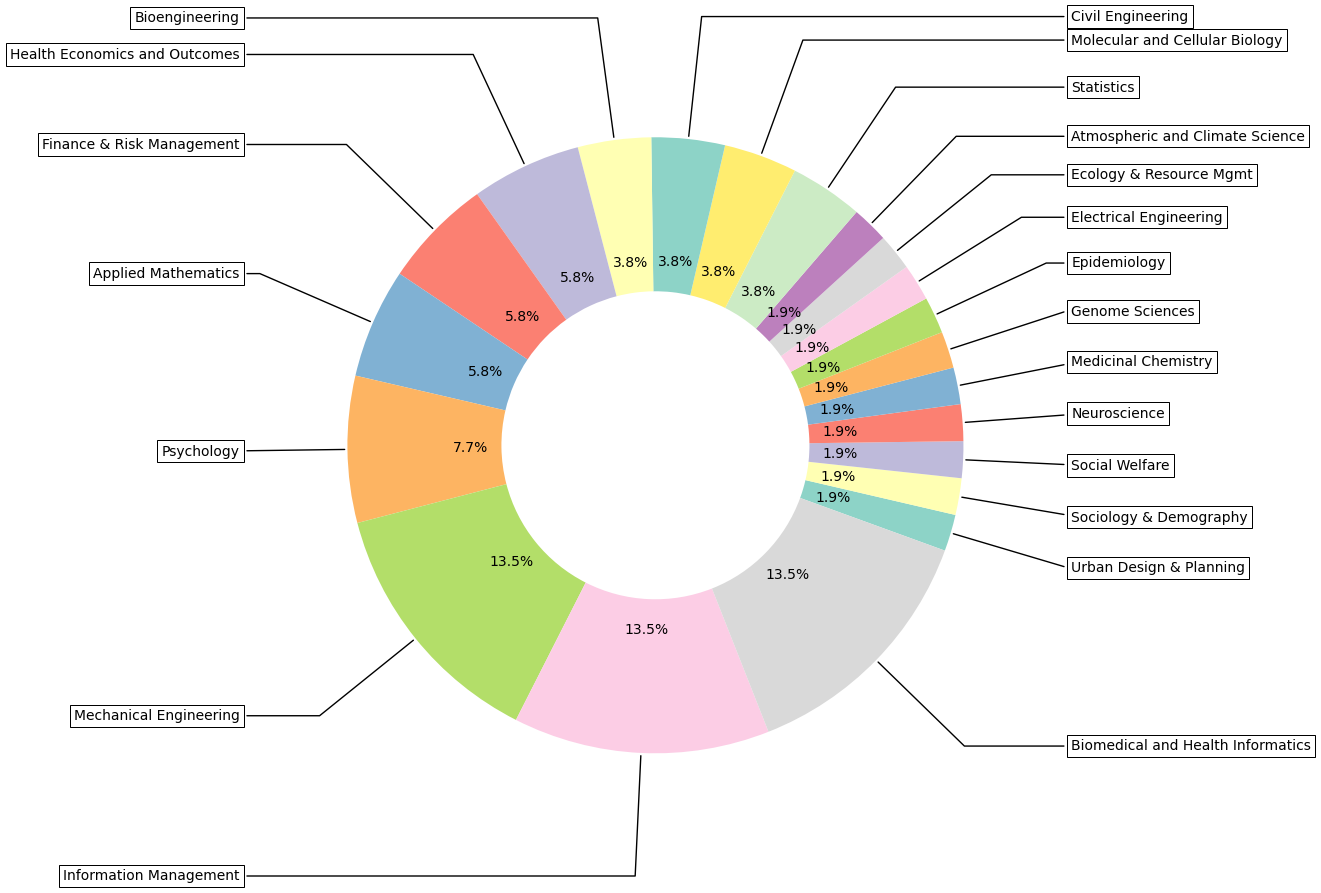 Bioengineering
Civil Engineering
Molecular and Cellular Biology
Health Economics and Outcomes
Statistics
Atmospheric and Climate Science
Finance & Risk Management
Ecology & Resource Mgmt
Electrical Engineering
Epidemiology
Applied Mathematics
Genome Sciences
Medicinal Chemistry
Neuroscience
Psychology
Social Welfare
Sociology & Demography
Urban Design & Planning
Mechanical Engineering
Biomedical and Health Informatics
Information Management
3.8%
3.8%
3.8%
5.8%
3.8%
1.9%
5.8%
1.9%
1.9%
1.9%
5.8%
1.9%
1.9%
1.9%
7.7%
1.9%
1.9%
1.9%
13.5%
13.5%
13.5%